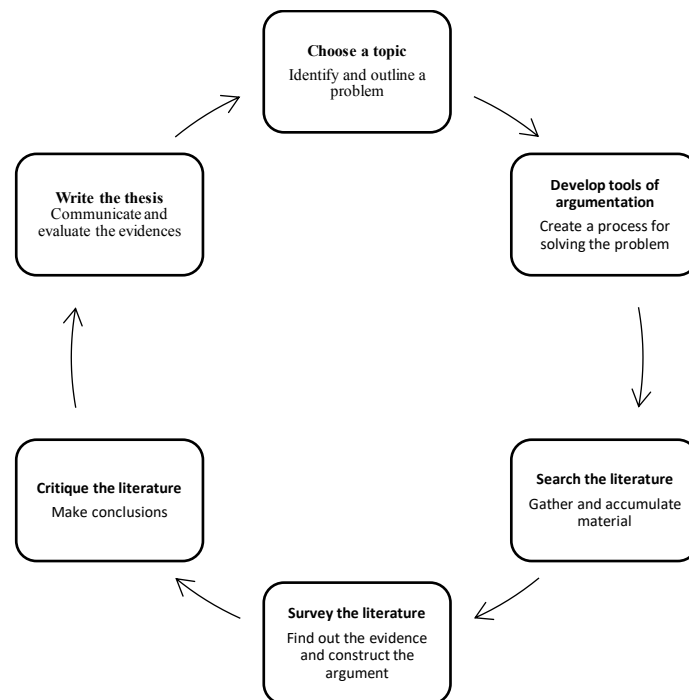 Choose a topic
Identify and outline a
problem
Develop tools of
argumentation
Create a process for
solving the problem
Search the literature
Gather and accumulate
material
Survey the literature
Find out the evidence
and construct the
argument
Critique the literature
Make conclusions
Write the thesis
Communicate and
evaluate the evidences